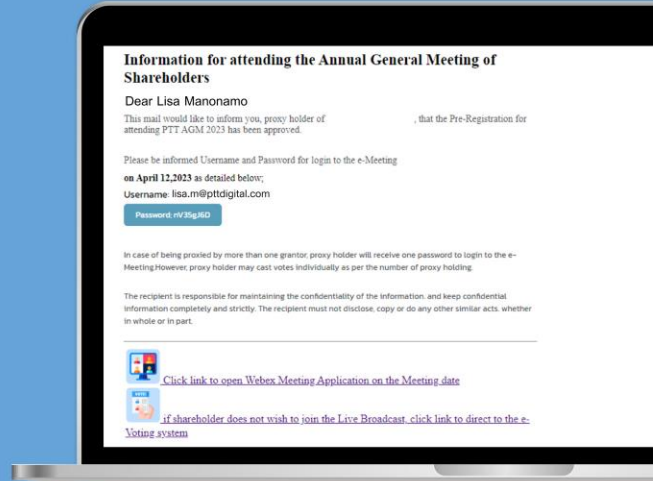 Information for attending the Annual General Meeting of
Shareholders
Dear Lisa Manonamo
This mail would like to inform you, proxy holder of , that the Pre-Registration for
attending PTT AGM 2023 has been approved.
Please be informed Username and Password for login to the e-Meeting
on April 12,2023 as detailed below;
Username: lisa.m@pttdigital.com
Password: nV35gJ6D
In case of being proxied by more than one grantor, proxy holder will receive one password to login to the e-
Meeting.However, proxy holder may cast votes individually as per the number of proxy holding.
The recipient is responsible for maintaining the confidentiality of the information. and keep confidential
information completely and strictly. The recipient must not disclose, copy or do any other similar acts. whether
in whole or in part.
Click link to open Webex Meeting Application on the Meeting date
VOTE
if shareholder does not wish to join the Live Broadcast, click link to direct to the e-
Voting system